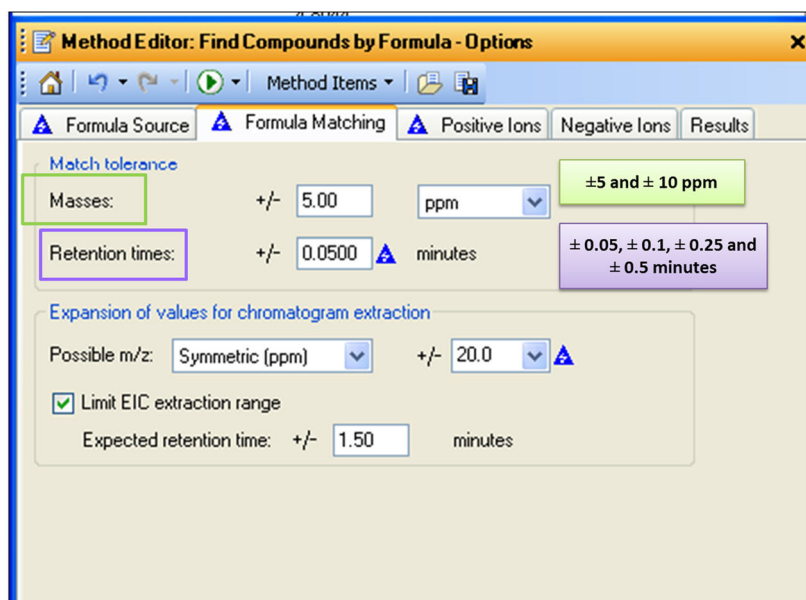 Method Editor: Find Compounds by Formula - Options
Method Items
Formula Source Formula Matching Positive Ions Negative Ions Results
Match tolerance
Masses: +/- 5.00 ppm
±5 and ± 10 ppm
Retention times: +/- 0.0500 minutes
± 0.05, ± 0.1, ± 0.25 and
± 0.5 minutes
Expansion of values for chromatogram extraction
Possible m/z: Symmetric (ppm) +/- 20.0
Limit EIC extraction range
Expected retention time: +/- 1.50 minutes